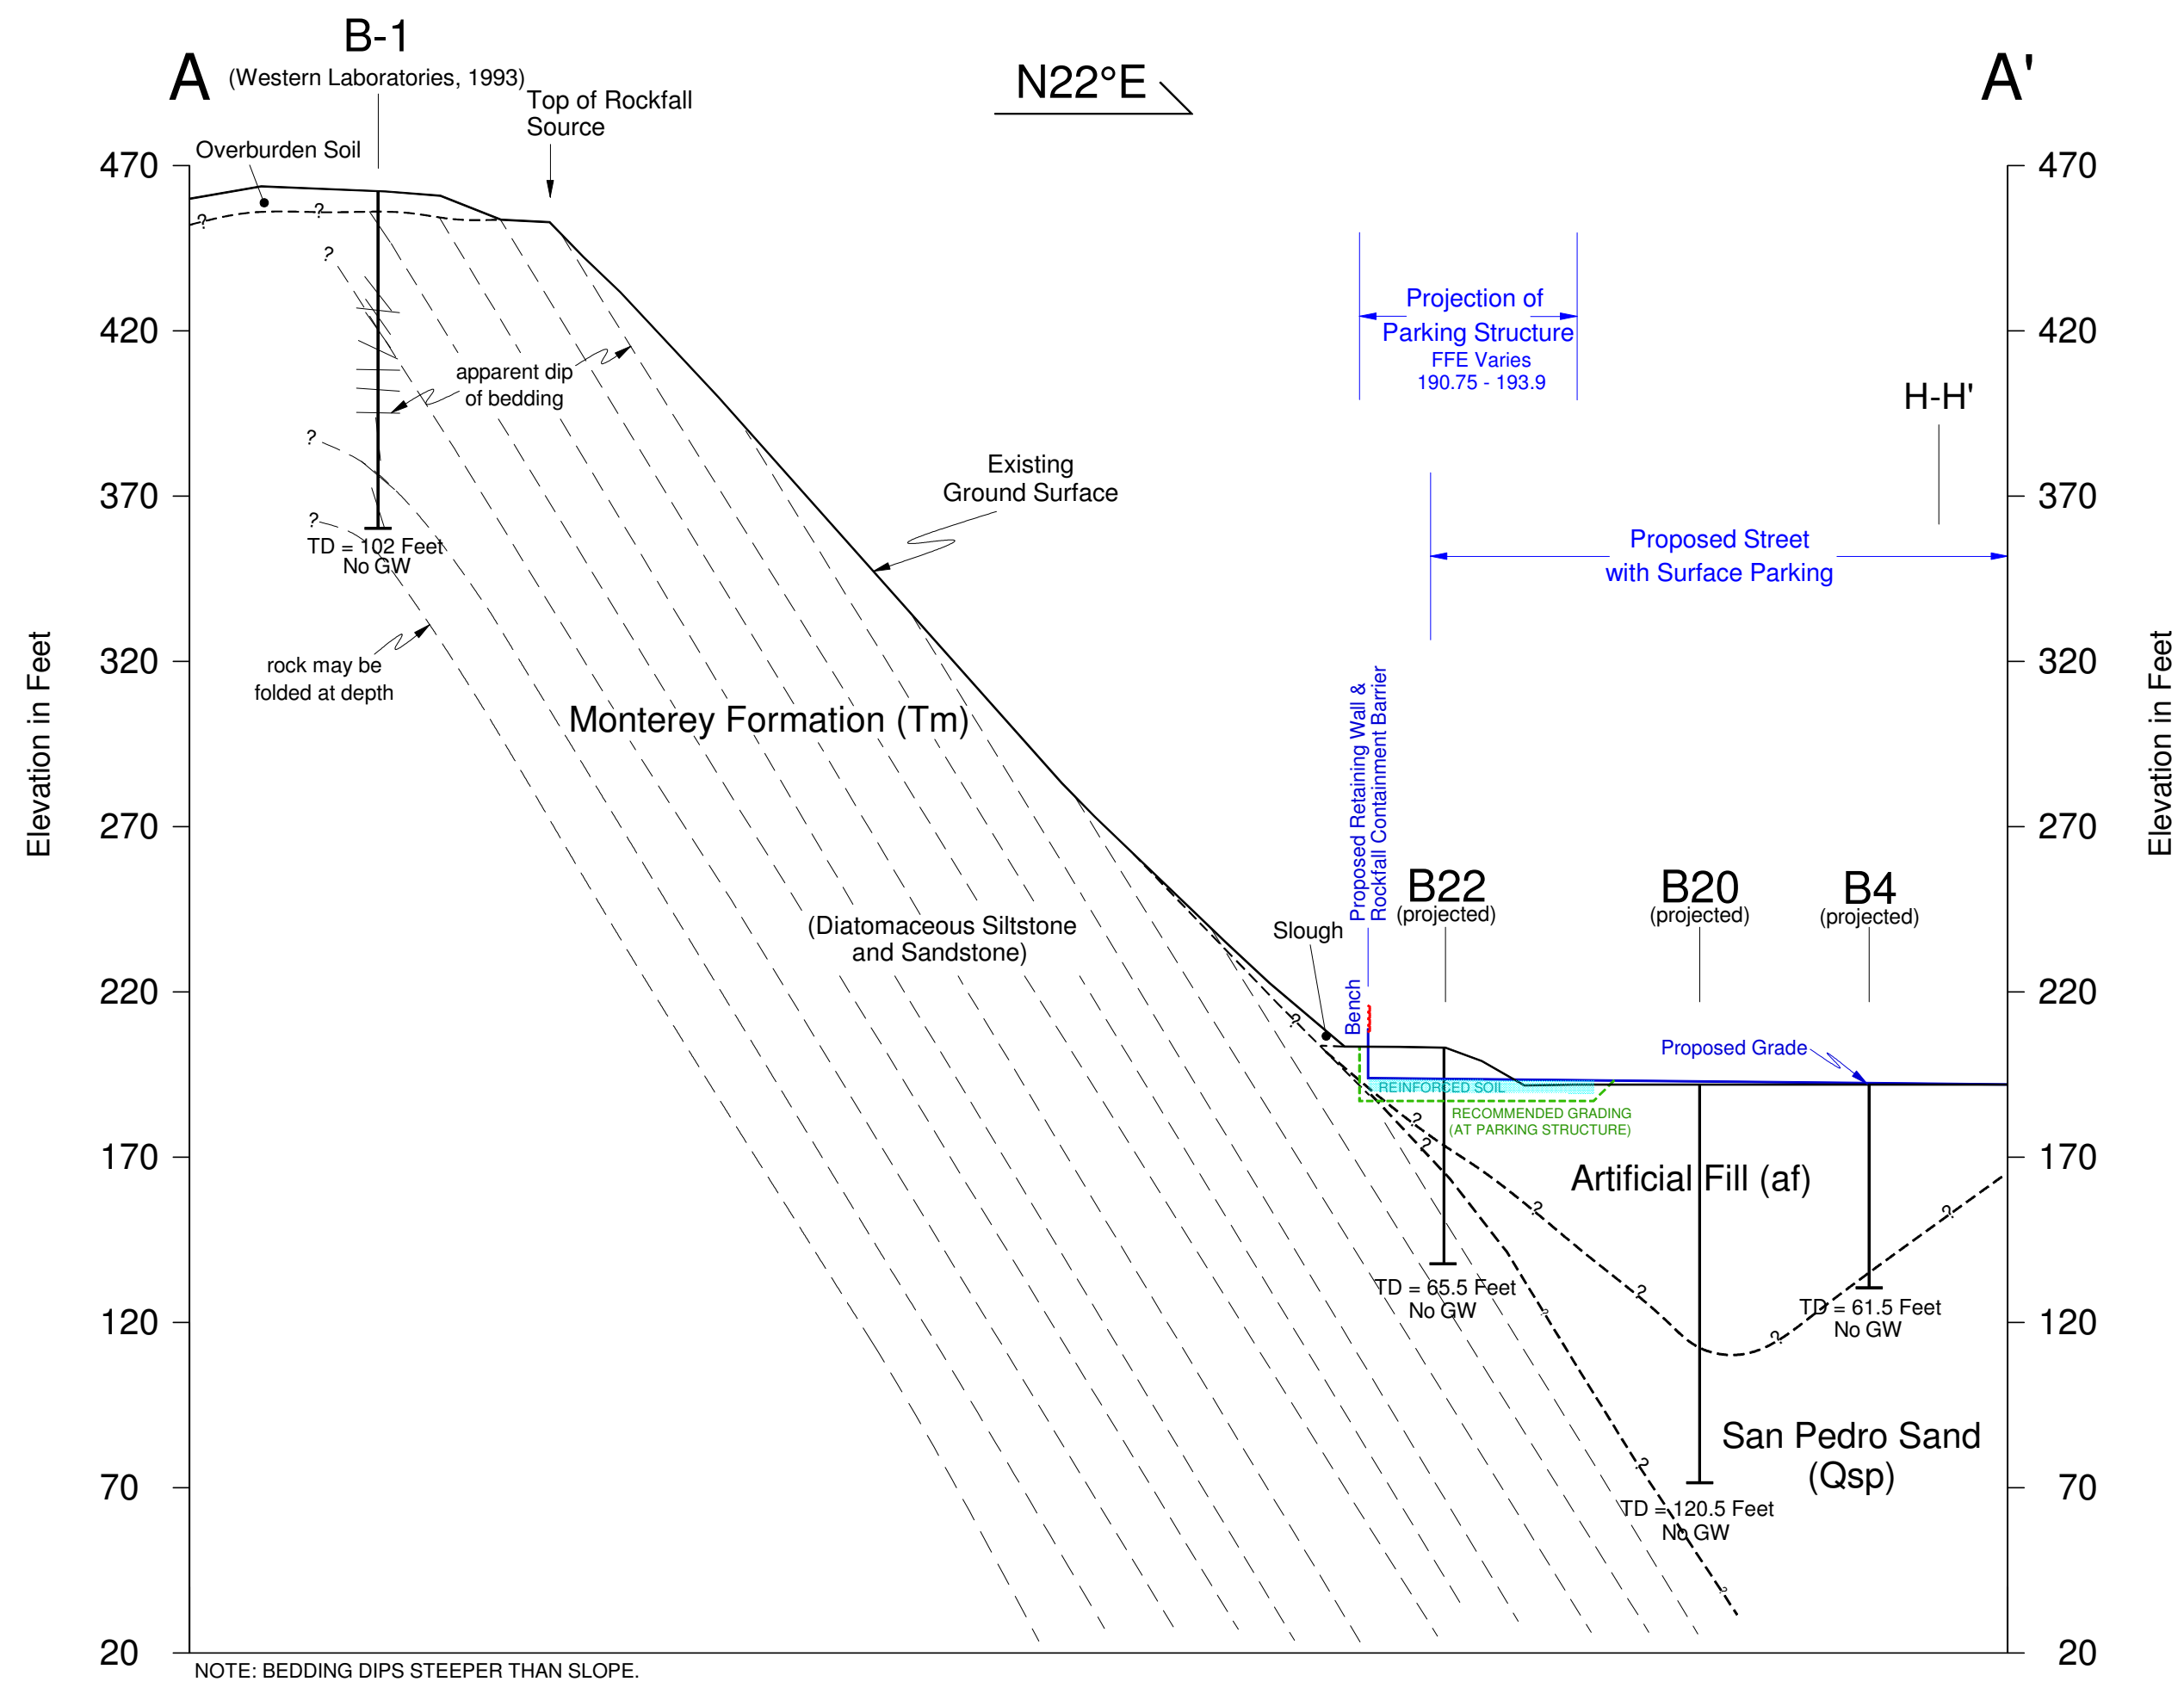 B-1
A
(Western Laboratories, 1993)
N22°E
A'
Top of Rockfall
Source
Overburden Soil
470
470
?
?
?
Projection of
Parking Structure
FFE Varies
190.75 - 193.9
420
420
apparent dip
of bedding
H-H'
?
Existing
Ground Surface
370
370
?
TD = 102 Feet
No GW
Proposed Street
with Surface Parking
Elevation in Feet
Elevation in Feet
320
320
rock may be
folded at depth
Monterey Formation (Tm)
Proposed Retaining Wall &
Rockfall Containment Barrier
270
270
B22
(projected)
B20
(projected)
B4
(projected)
(Diatomaceous Siltstone
and Sandstone)
Slough
220
220
Bench
?
Proposed Grade
REINFORCED SOIL
RECOMMENDED GRADING
(AT PARKING STRUCTURE)
?
?
170
170
Artificial Fill (af)
?
?
?
TD = 65.5 Feet
No GW
TD = 61.5 Feet
No GW
?
?
120
120
San Pedro Sand
(Qsp)
?
70
70
TD = 120.5 Feet
No GW
?
20
20
NOTE: BEDDING DIPS STEEPER THAN SLOPE.